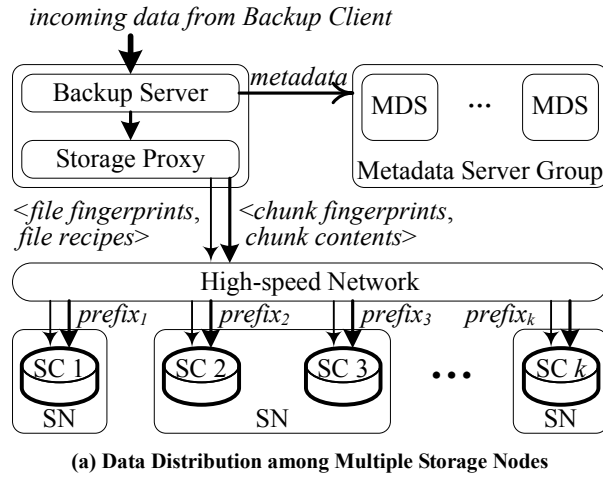 incoming data from Backup Client
Backup Server
metadata
MDS ... MDS
Storage Proxy
Metadata Server Group
<file fingerprints, file recipes>
<chunk fingerprints, chunk contents>
High-speed Network
prefix1 prefix2 prefix3 prefixk
SC 1 SC 2 SC 3 ... SC k
SN SN SN
(a) Data Distribution among Multiple Storage Nodes